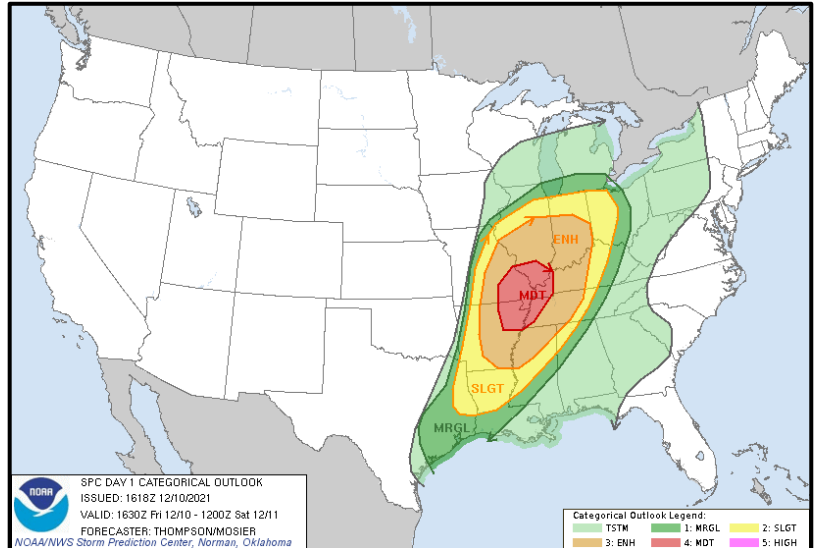 ENH
MDT
SLGT
MRGL
NOAA
SPC DAY 1 CATEGORICAL OUTLOOK
ISSUED: 1618Z 12/10/2021
VALID: 1630Z Fri 12/10 - 1200Z Sat 12/11
FORECASTER: THOMPSON/MOSIER
NOAA/NWS Storm Prediction Center, Norman, Oklahoma
Categorical Outlook Legend:
TSTM 1: MRGL 2: SLGT
3: ENH 4: MDT 5: HIGH